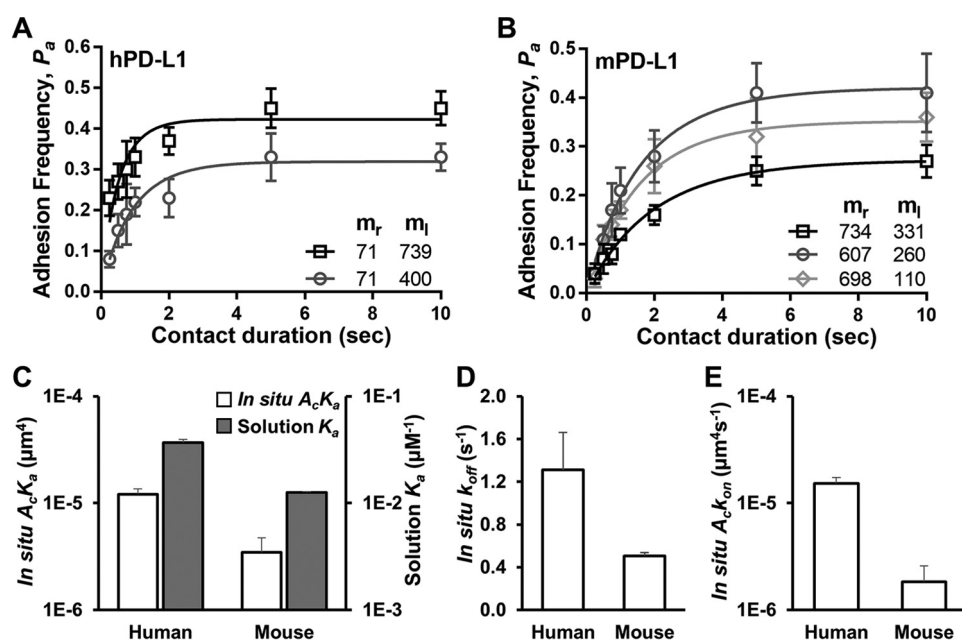 A
hPD-L1
Adhesion Frequency, Pa
0.6
0.5
0.4
0.3
0.2
0.1
0.0
0 2 4 6 8 10
Contact duration (sec)
mr ml
71 739
71 400
B
mPD-L1
Adhesion Frequency, Pa
0.5
0.4
0.3
0.2
0.1
0.0
0 2 4 6 8 10
Contact duration (sec)
mr ml
734 331
607 260
698 110
C
In situ AcKa (µm⁴)
1E-4
1E-5
1E-6
In situ AcKa
Solution Ka
1E-1
1E-2
1E-3
Solution Ka (µM⁻¹)
Human Mouse
D
In situ koff (s⁻¹)
2.0
1.6
1.2
0.8
0.4
0.0
Human Mouse
E
In situ Ackon (µm⁴s⁻¹)
1E-4
1E-5
1E-6
Human Mouse